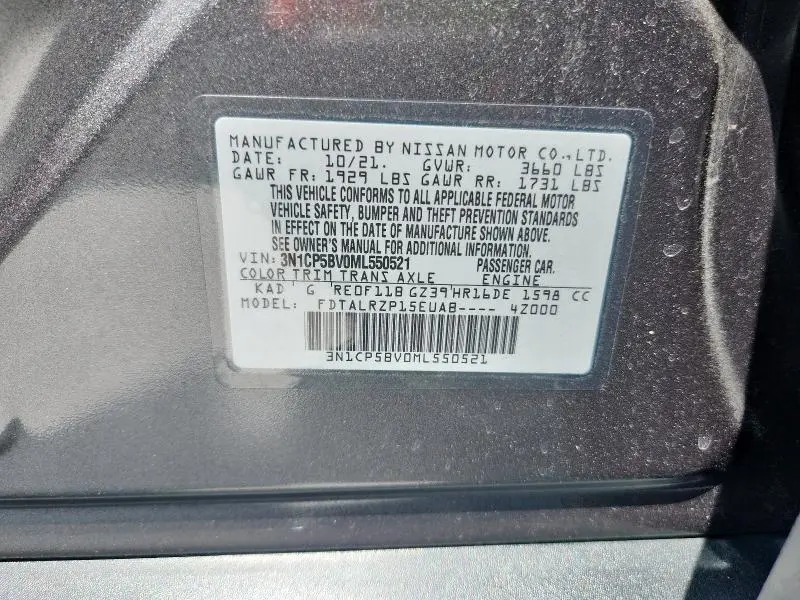 MANUFACTURED BY NISSAN MOTOR CO.,LTD.
DATE: 10/21. GVWR: 3660 LBS
GAWR FR: 1929 LBS GAWR RR: 1731 LBS
THIS VEHICLE CONFORMS TO ALL APPLICABLE FEDERAL MOTOR
VEHICLE SAFETY, BUMPER AND THEFT PREVENTION STANDARDS
IN EFFECT ON THE DATE OF MANUFACTURE SHOWN ABOVE.
SEE OWNER'S MANUAL FOR ADDITIONAL INFORMATION.
VIN: 3N1CP5BV0ML550521 PASSENGER CAR.
COLOR TRIM TRANS AXLE ENGINE
KAD G RE0F11B GZ39 HR16DE 1598 CC
MODEL: FDTALRZP15EUAB---- 4Z000
3N1CP5BV0ML550521